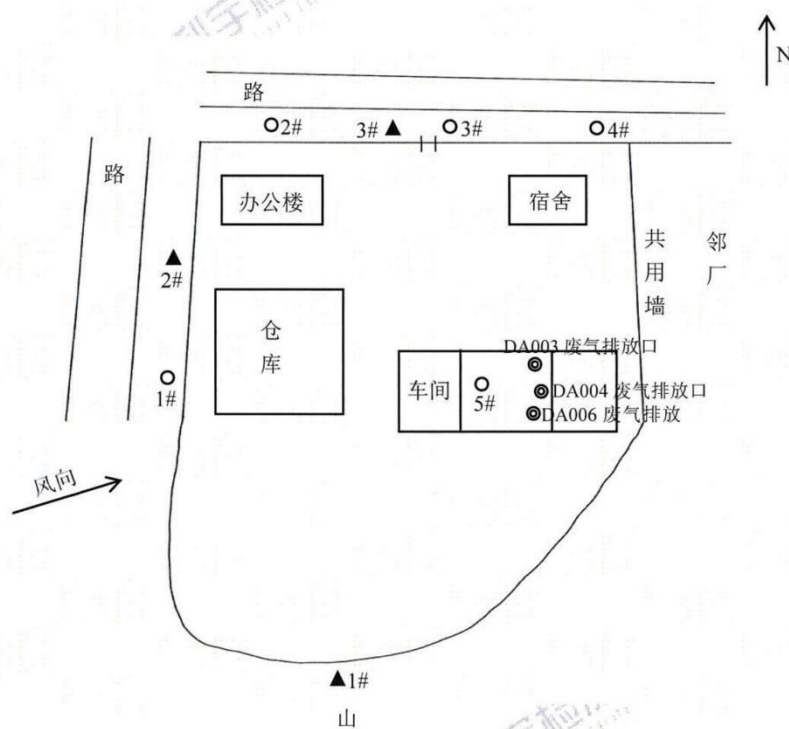 N
路
2#
3#
3#
4#
路
办公楼
宿舍
共用墙
邻厂
2#
仓库
DA003 废气排放口
1#
车间
5#
DA004 废气排放口
DA006 废气排放
风向
1#
山